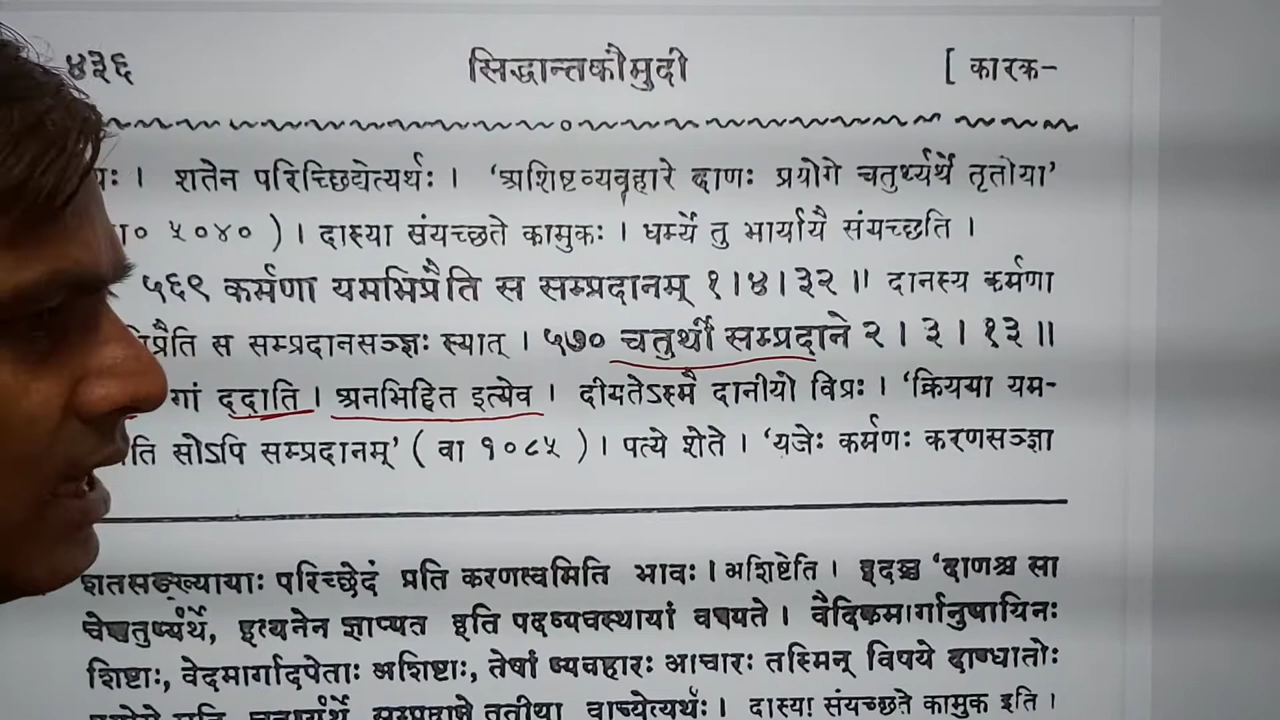 ४३६ सिद्धान्तकौमुदी [ कारक-
शतेन परिच्छिद्येत्यर्थः । ‘अशिष्टव्यवहारे दाणः प्रयोगे चतुर्थ्यर्थे तृतीया’
५०४० ) । दास्या संयच्छते कामुकः । धर्म्ये तु भार्यायै संयच्छति ।
५६९ कर्मणा यमभिप्रैति स सम्प्रदानम् १।४।३२ ॥ दानस्य कर्मणा
प्रैति स सम्प्रदानसञ्ज्ञः स्यात् । ५७० चतुर्थी सम्प्रदाने २ । ३ । १३ ॥
गां ददाति । अनभिहित इत्येव । दीयतेऽस्मै दानीयो विप्रः । ‘क्रियया यम-
ति सोऽपि सम्प्रदानम्’ ( वा १०८५ ) । पत्ये शेते । ‘यजेः कर्मणः करणसञ्ज्ञा
शतसङ्ख्यायाः परिच्छेदं प्रति करणत्वमिति भावः । अशिष्टेति । इदञ्च ‘दाणश्च सा
चेच्चतुर्थ्यर्थे, इत्यनेन ज्ञाप्यत इति पदव्यवस्थायां वक्ष्यते । वैदिकमार्गानुयायिनः
शिष्टाः, वेदमार्गादपेताः अशिष्टाः, तेषां व्यवहारः आचारः तस्मिन् विषये दाण्धातोः
सम्प्रदाने तृतीया वाच्येत्यर्थः । दास्या संयच्छते कामुक इति ।